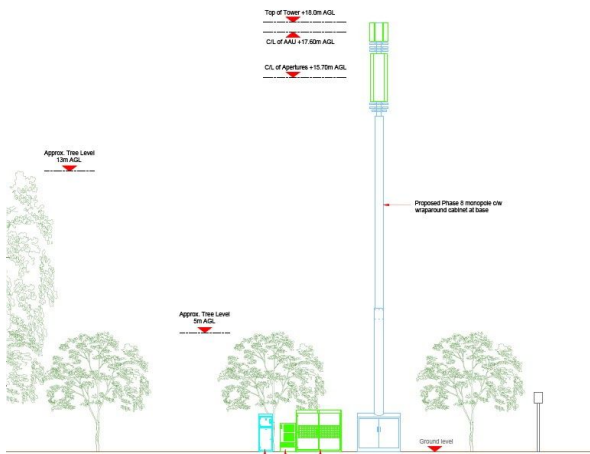 Top of Tower +18.0m AGL
C/L of AAU +17.60m AGL
C/L of Apertures +15.70m AGL
Approx. Tree Level
13m AGL
Proposed Phase 8 monopole c/w
wraparound cabinet at base
Approx. Tree Level
5m AGL
Ground level